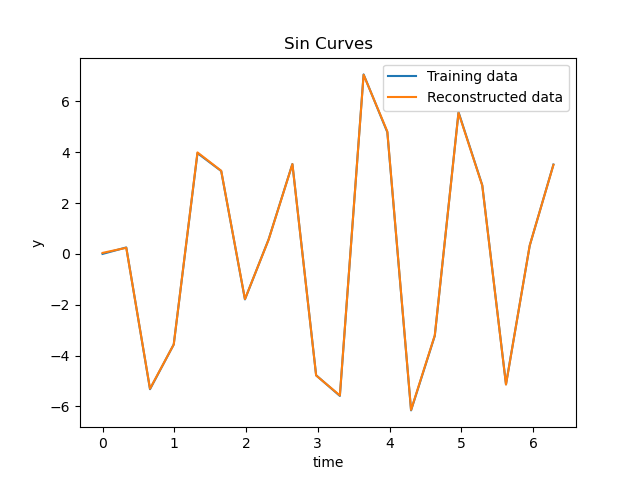 Sin Curves
Training data
Reconstructed data
6
4
2
0
−2
−4
−6
y
0 1 2 3 4 5 6
time